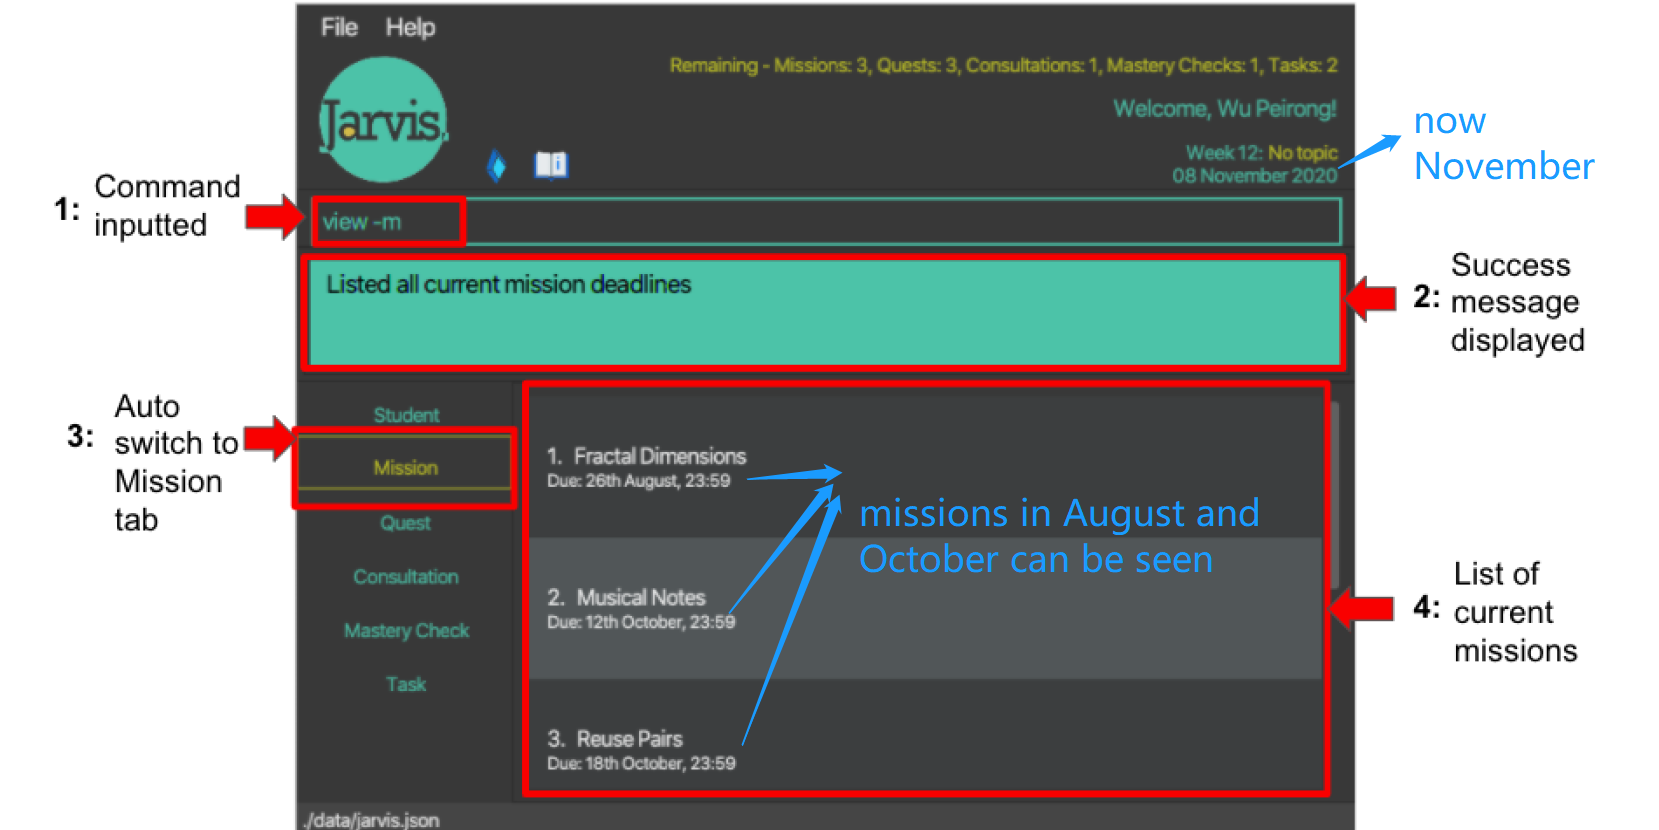 File Help
Remaining - Missions: 3, Quests: 3, Consultations: 1, Mastery Checks: 1, Tasks: 2
Jarvis.
Welcome, Wu Peirong!
Week 12: No topic
08 November 2020
now
November
1: Command
inputted
view -m
Listed all current mission deadlines
2: Success
message
displayed
3: Auto
switch to
Mission
tab
Student
Mission
Quest
Consultation
Mastery Check
Task
1. Fractal Dimensions
Due: 26th August, 23:59
missions in August and
October can be seen
2. Musical Notes
Due: 12th October, 23:59
3. Reuse Pairs
Due: 18th October, 23:59
4: List of
current
missions
./data/jarvis.json